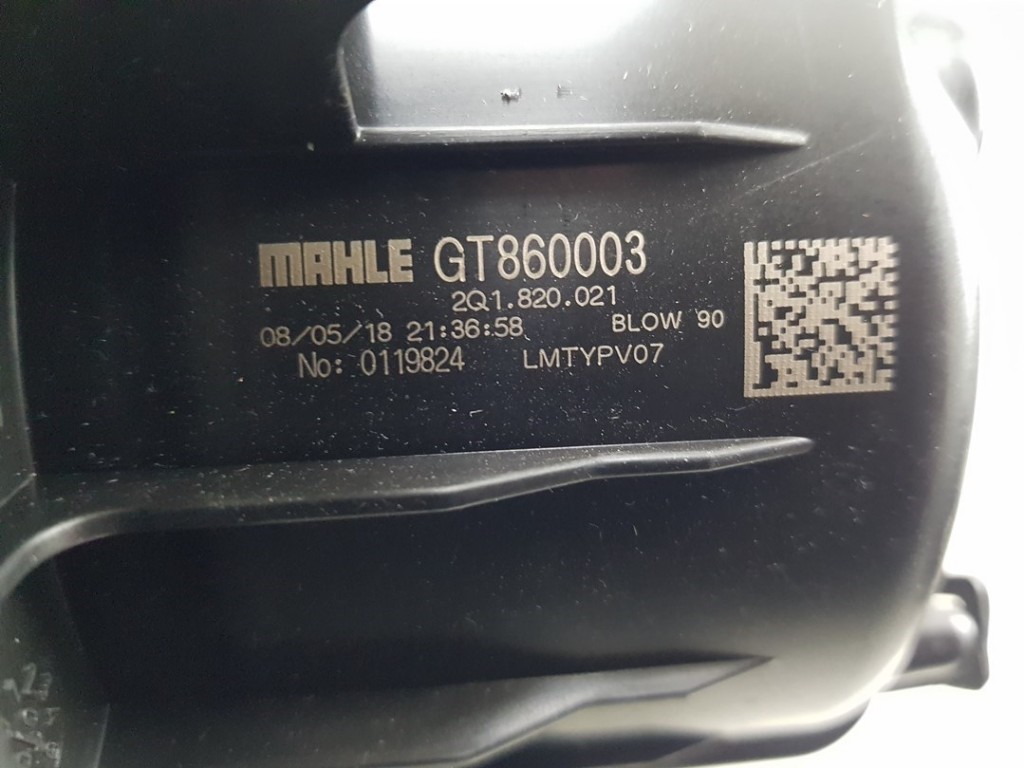 MAHLE GT860003
2Q1.820.021
08/05/18 21:36:58 BLOW 90
No: 0119824 LMTYPV07